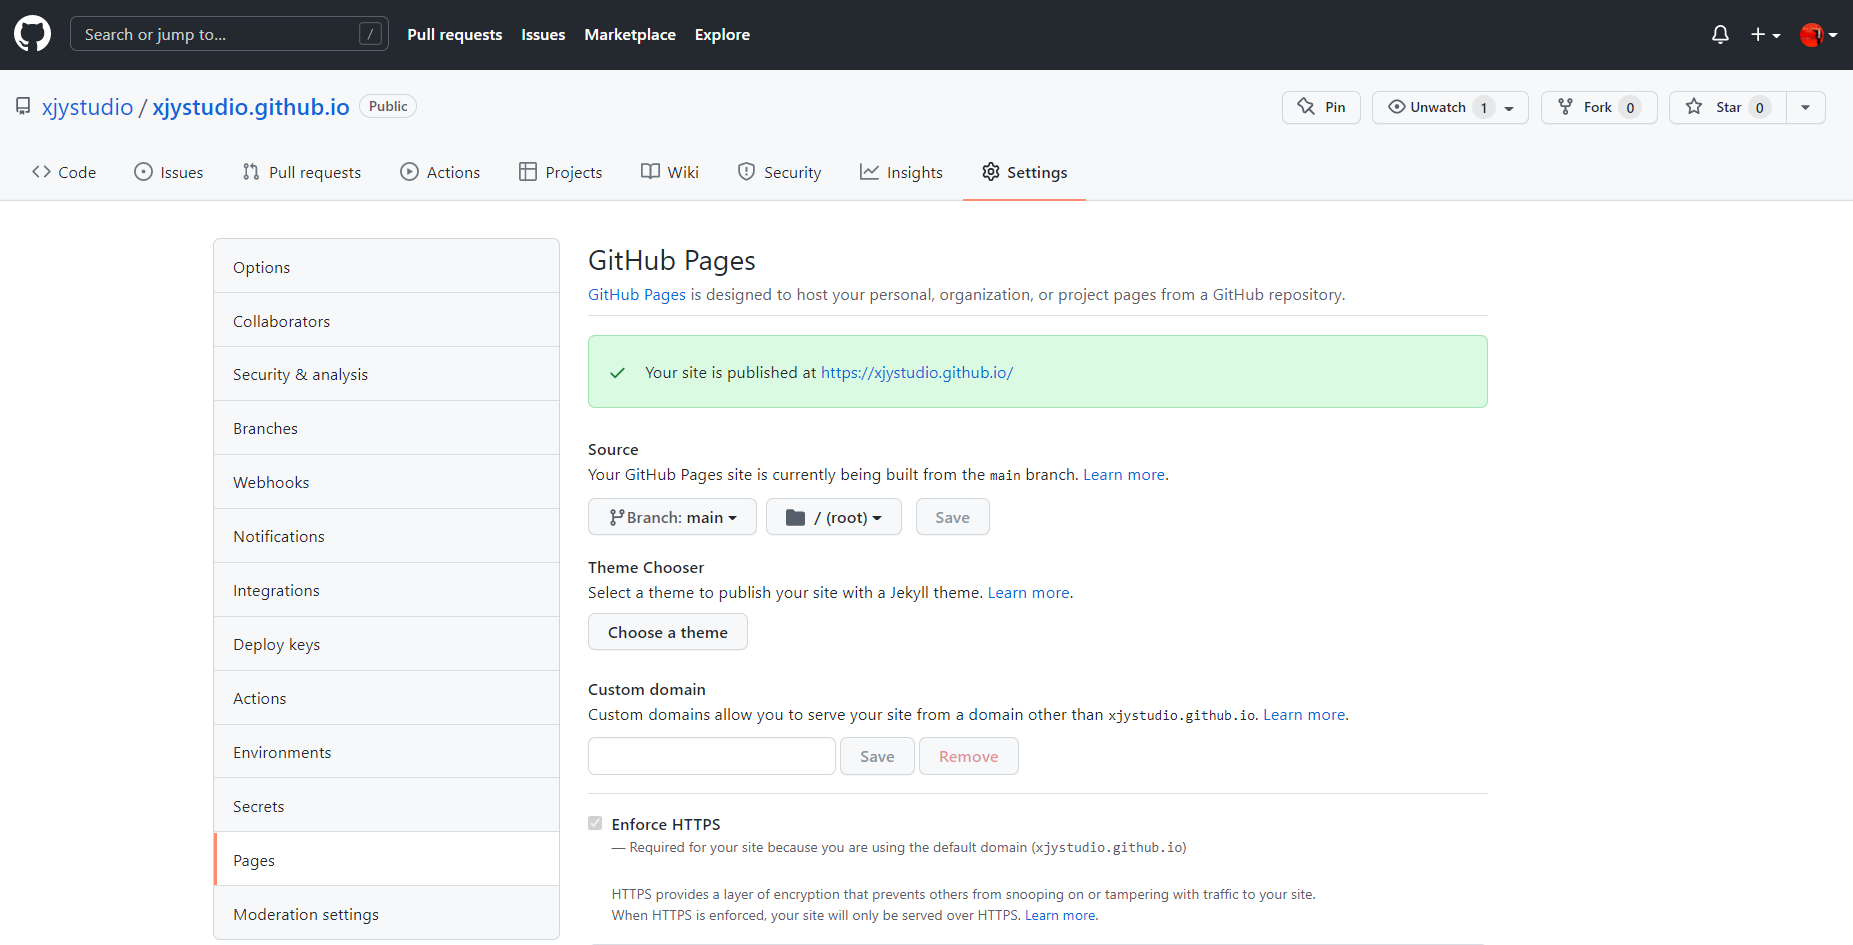 Search or jump to... /
Pull requests Issues Marketplace Explore
xjystudio / xjystudio.github.io Public
Pin Unwatch 1 Fork 0 Star 0
Code Issues Pull requests Actions Projects Wiki Security Insights Settings
Options
Collaborators
Security & analysis
Branches
Webhooks
Notifications
Integrations
Deploy keys
Actions
Environments
Secrets
Pages
Moderation settings
GitHub Pages
GitHub Pages is designed to host your personal, organization, or project pages from a GitHub repository.
Your site is published at https://xjystudio.github.io/
Source
Your GitHub Pages site is currently being built from the main branch. Learn more.
Branch: main / (root) Save
Theme Chooser
Select a theme to publish your site with a Jekyll theme. Learn more.
Choose a theme
Custom domain
Custom domains allow you to serve your site from a domain other than xjystudio.github.io. Learn more.
Save Remove
Enforce HTTPS
— Required for your site because you are using the default domain (xjystudio.github.io)
HTTPS provides a layer of encryption that prevents others from snooping on or tampering with traffic to your site.
When HTTPS is enforced, your site will only be served over HTTPS. Learn more.